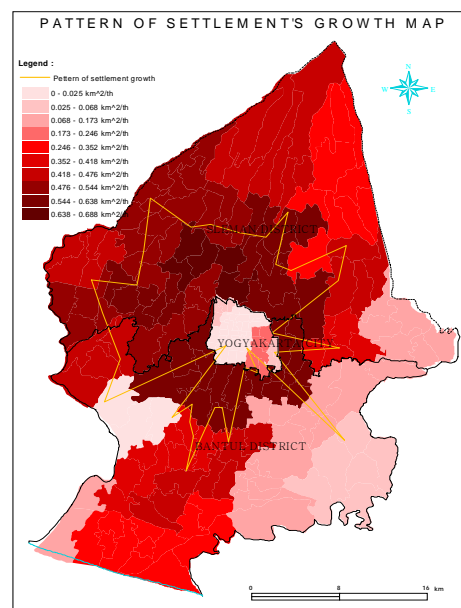 PATTERN OF SETTLEMENT'S GROWTH MAP
Legend :
Pettern of settlement growth
0 - 0.025 km^2/th
0.025 - 0.068 km^2/th
0.068 - 0.173 km^2/th
0.173 - 0.246 km^2/th
0.246 - 0.352 km^2/th
0.352 - 0.418 km^2/th
0.418 - 0.476 km^2/th
0.476 - 0.544 km^2/th
0.544 - 0.638 km^2/th
0.638 - 0.688 km^2/th
N
W E
S
SLEMAN DISTRICT
YOGYAKARTA CITY
BANTUL DISTRICT
0 8 16 km